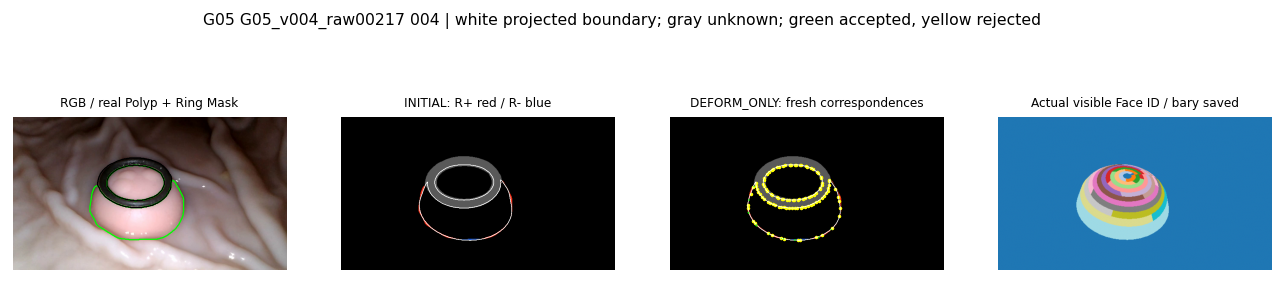 G05 G05_v004_raw00217 004 | white projected boundary; gray unknown; green accepted, yellow rejected
RGB / real Polyp + Ring Mask
INITIAL: R+ red / R- blue
DEFORM_ONLY: fresh correspondences
Actual visible Face ID / bary saved